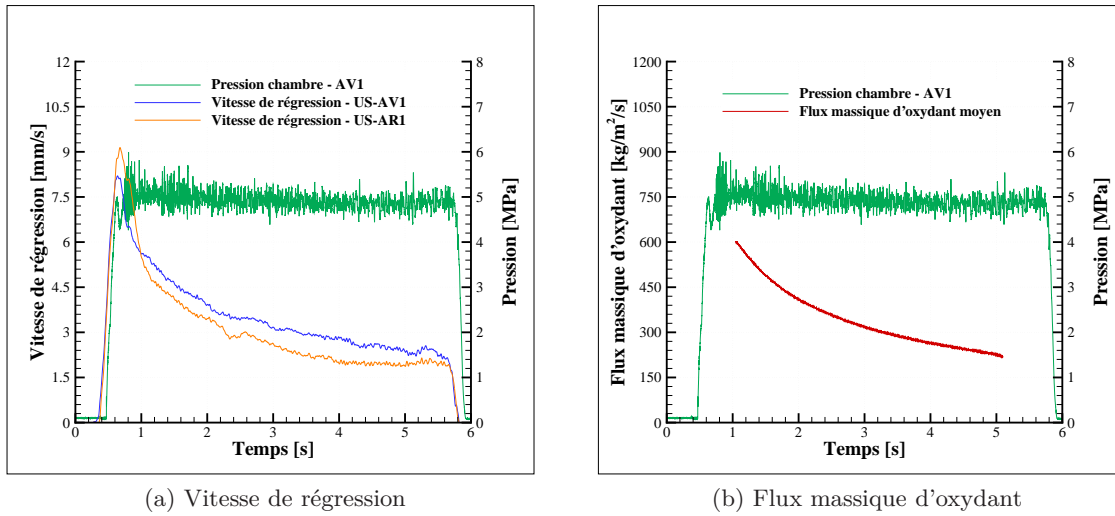 12
10.5
9
7.5
6
4.5
3
1.5
0
Vitesse de régression [mm/s]
Pression chambre - AV1
Vitesse de régression - US-AV1
Vitesse de régression - US-AR1
8
7
6
5
4
3
2
1
0
Pression [MPa]
0 1 2 3 4 5 6
Temps [s]
(a) Vitesse de régression
1200
1050
900
750
600
450
300
150
0
Flux massique d'oxydant [kg/m²/s]
Pression chambre - AV1
Flux massique d'oxydant moyen
8
7
6
5
4
3
2
1
0
Pression [MPa]
0 1 2 3 4 5 6
Temps [s]
(b) Flux massique d'oxydant